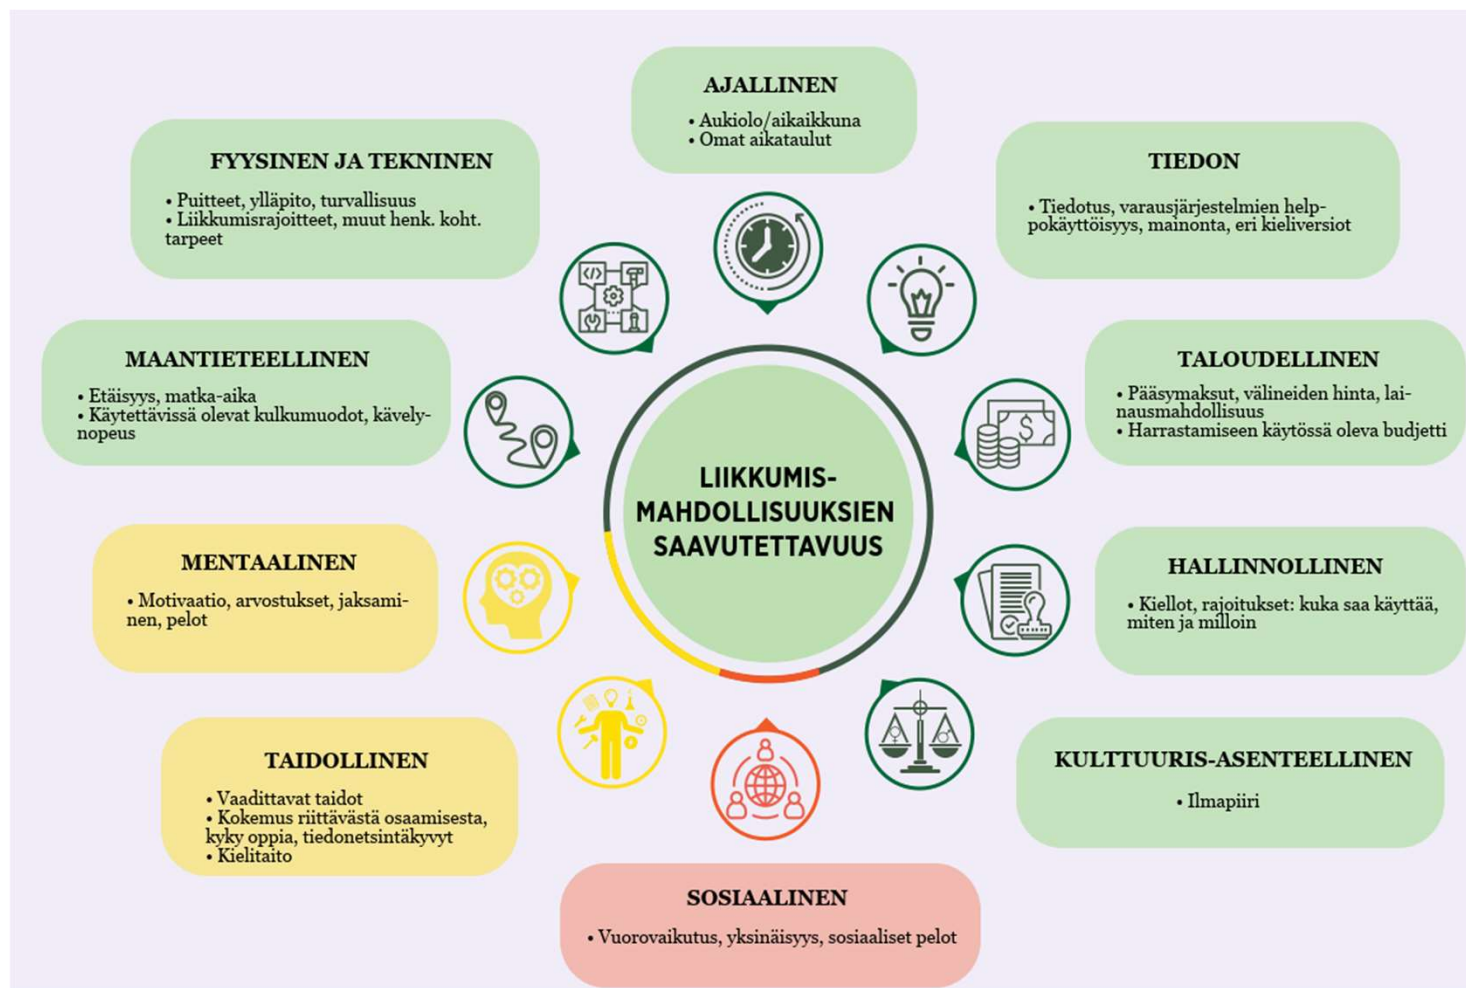 AJALLINEN
• Aukiolo/aikaikkuna
• Omat aikataulut
FYYSINEN JA TEKNINEN
• Puitteet, ylläpito, turvallisuus
• Liikkumisrajoitteet, muut henk. koht.
tarpeet
TIEDON
• Tiedotus, varausjärjestelmien help-
pokäyttöisyys, mainonta, eri kieliversiot
MAANTIETEELLINEN
• Etäisyys, matka-aika
• Käytettävissä olevat kulkumuodot, kävely-
nopeus
TALOUDELLINEN
• Pääsymaksut, välineiden hinta, lai-
nausmahdollisuus
• Harrastamiseen käytössä oleva budjetti
LIIKKUMIS-
MAHDOLLISUUKSIEN
SAAVUTETTAVUUS
MENTAALINEN
• Motivaatio, arvostukset, jaksami-
nen, pelot
HALLINNOLLINEN
• Kiellot, rajoitukset: kuka saa käyttää,
miten ja milloin
TAIDOLLINEN
• Vaadittavat taidot
• Kokemus riittävästä osaamisesta,
kyky oppia, tiedonetsintäkyvyt
• Kielitaito
KULTTUURIS-ASENTEELLINEN
• Ilmapiiri
SOSIAALINEN
• Vuorovaikutus, yksinäisyys, sosiaaliset pelot